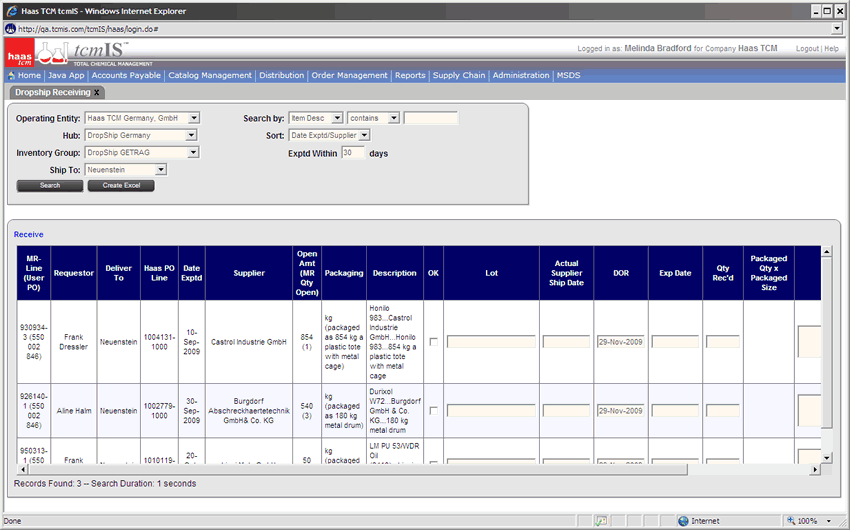 Haas TCM tcmIS - Windows Internet Explorer
http://qa.tcmis.com/tcmIS/haas/login.do#
haas tcm tcmIS™
TOTAL CHEMICAL MANAGEMENT
Logged in as: Melinda Bradford for Company Haas TCM Logout | Help
Home | Java App | Accounts Payable | Catalog Management | Distribution | Order Management | Reports | Supply Chain | Administration | MSDS
Dropship Receiving x
Operating Entity: Haas TCM Germany, GmbH Search by: Item Desc contains
Hub: DropShip Germany Sort: Date Exptd/Supplier
Inventory Group: DropShip GETRAG Exptd Within 30 days
Ship To: Neuenstein
Search Create Excel
Receive
MR-Line (User PO) Requestor Deliver To Haas PO Line Date Exptd Supplier Open Amt (MR Qty Open) Packaging Description OK Lot Actual Supplier Ship Date DOR Exp Date Qty Rec'd Packaged Qty x Packaged Size
930934-3 (550 002 846) Frank Dressler Neuenstein 1004131-1000 10-Sep-2009 Castrol Industrie GmbH 854 (1) kg (packaged as 854 kg a plastic tote with metal cage) Honilo 983...Castrol Industrie GmbH...Honilo 983...854 kg a plastic tote with metal cage 29-Nov-2009
926140-1 (550 002 846) Aline Halm Neuenstein 1002779-1000 30-Sep-2009 Burgdorf Abschreckhaertetechnik GmbH& Co. KG 540 (3) kg (packaged as 180 kg metal drum) Durixol W72...Burgdorf GmbH & Co. KG...180 kg metal drum 29-Nov-2009
950313-1 (550 Frank 1010119- 20- 50 kg (packaged LM PU 53/WDR Oil
Records Found: 3 -- Search Duration: 1 seconds
Done Internet 100%